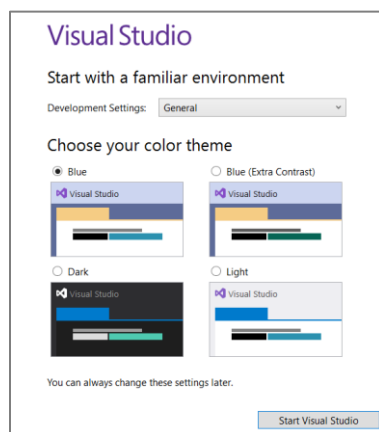 Visual Studio
Start with a familiar environment
Development Settings: General
Choose your color theme
Blue
Blue (Extra Contrast)
Visual Studio
Visual Studio
Dark
Light
Visual Studio
Visual Studio
You can always change these settings later.
Start Visual Studio